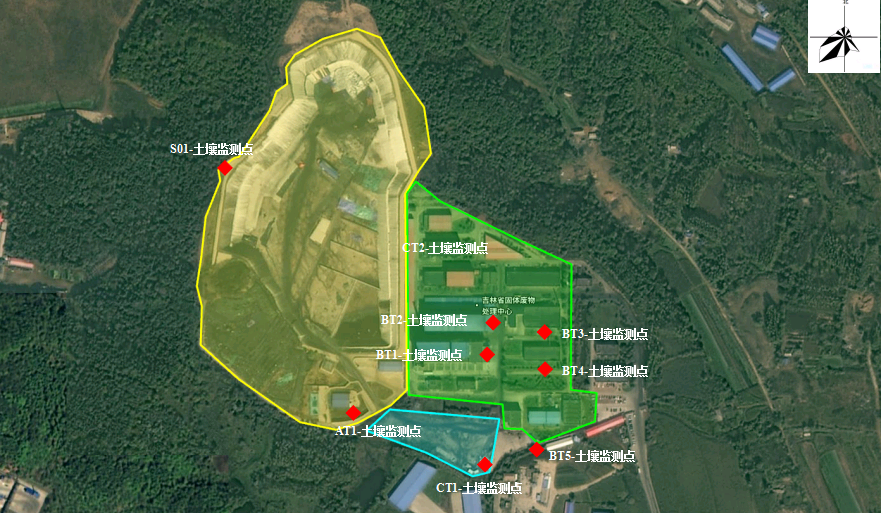 北
S01-土壤监测点
CT2-土壤监测点
吉林省固体废物
处理中心
BT2-土壤监测点
BT3-土壤监测点
BT1-土壤监测点
BT4-土壤监测点
AT1-土壤监测点
BT5-土壤监测点
CT1-土壤监测点